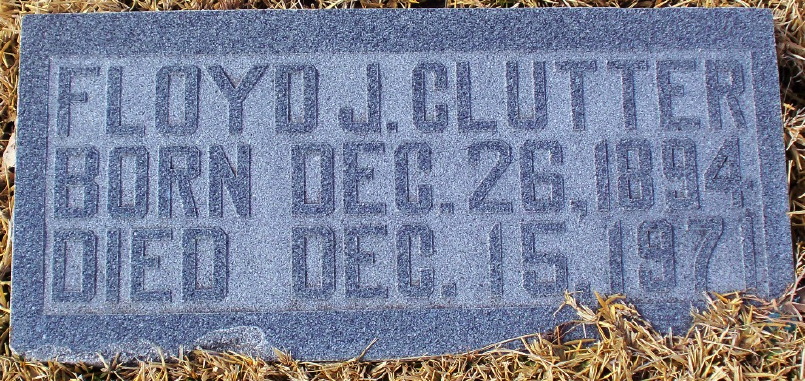 FLOYD J. CLUTTER
BORN DEC. 26, 1894
DIED DEC. 15, 1971